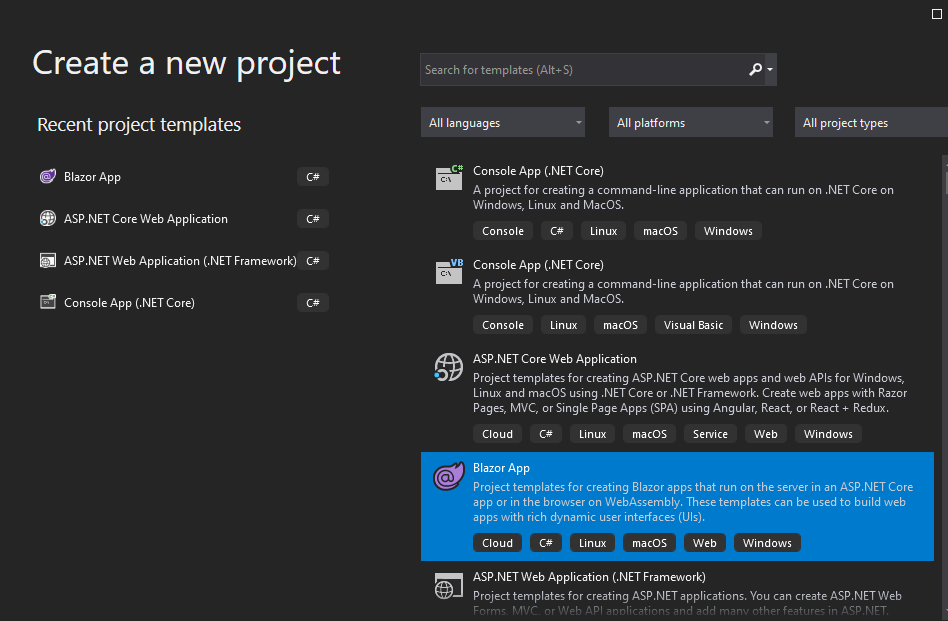 Create a new project
Recent project templates
Blazor App C#
ASP.NET Core Web Application C#
ASP.NET Web Application (.NET Framework) C#
Console App (.NET Core) C#
Search for templates (Alt+S)
All languages All platforms All project types
C#
C:\
Console App (.NET Core)
A project for creating a command-line application that can run on .NET Core on
Windows, Linux and MacOS.
Console C# Linux macOS Windows
VB
C:\
Console App (.NET Core)
A project for creating a command-line application that can run on .NET Core on
Windows, Linux and MacOS.
Console Linux macOS Visual Basic Windows
ASP.NET Core Web Application
Project templates for creating ASP.NET Core web apps and web APIs for Windows,
Linux and macOS using .NET Core or .NET Framework. Create web apps with Razor
Pages, MVC, or Single Page Apps (SPA) using Angular, React, or React + Redux.
Cloud C# Linux macOS Service Web Windows
Blazor App
Project templates for creating Blazor apps that run on the server in an ASP.NET Core
app or in the browser on WebAssembly. These templates can be used to build web
apps with rich dynamic user interfaces (UIs).
Cloud C# Linux macOS Web Windows
ASP.NET Web Application (.NET Framework)
Project templates for creating ASP.NET applications. You can create ASP.NET Web
Forms, MVC, or Web API applications and add many other features in ASP.NET.